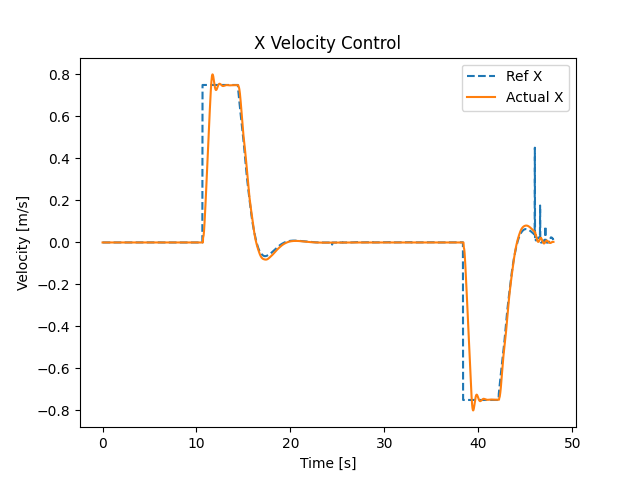 X Velocity Control
Ref X
Actual X
0.8
0.6
0.4
0.2
0.0
−0.2
−0.4
−0.6
−0.8
Velocity [m/s]
0 10 20 30 40 50
Time [s]